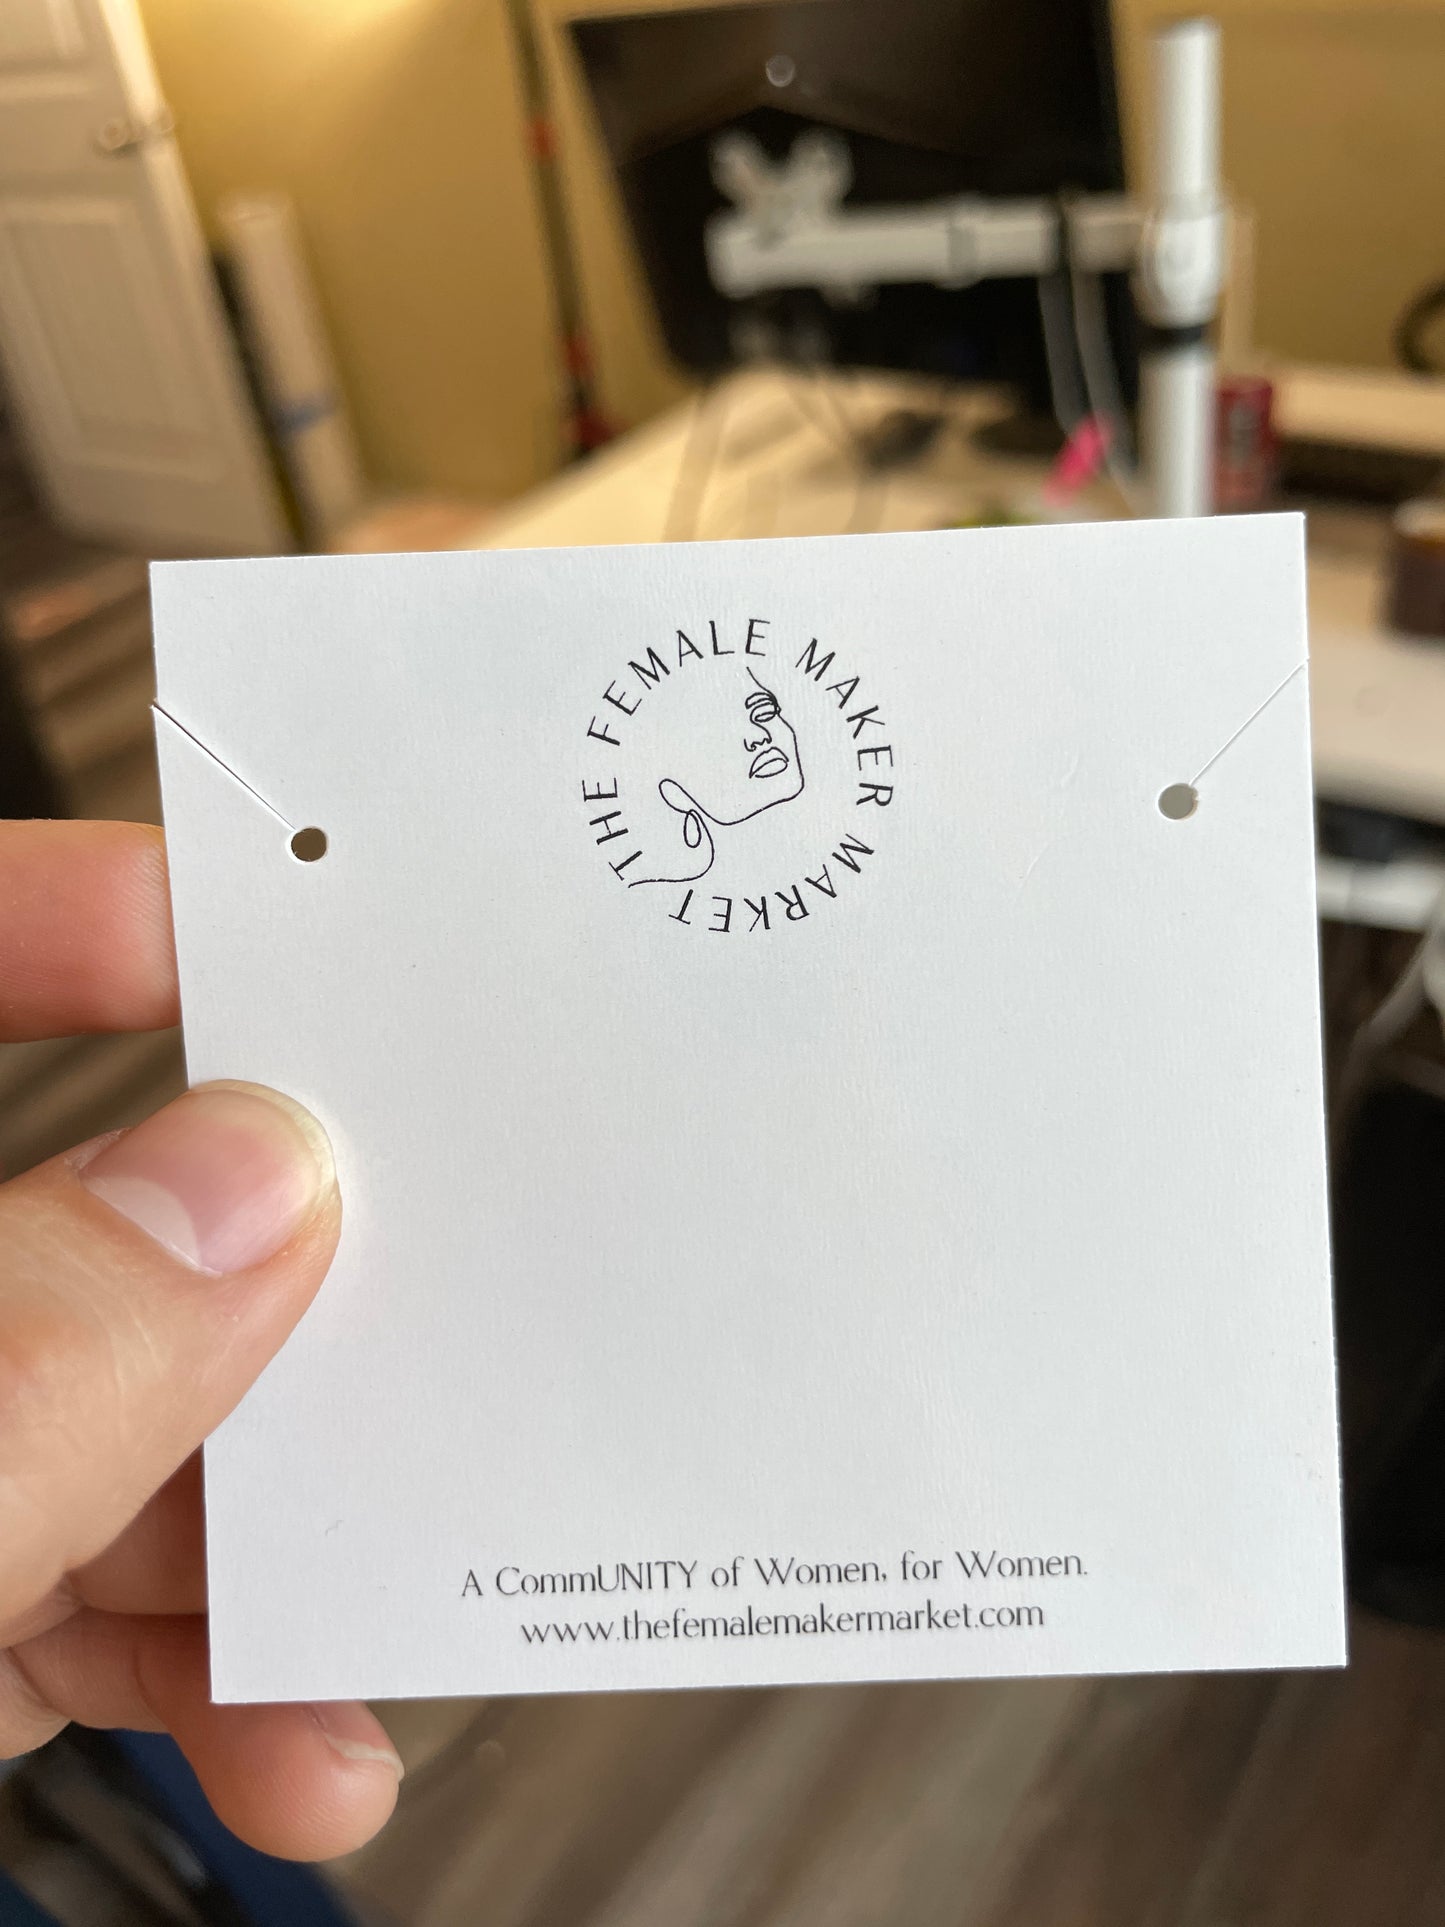 THE FEMALE MAKER MARKET
A CommUNITY of Women, for Women.
www.thefemalemakermarket.com